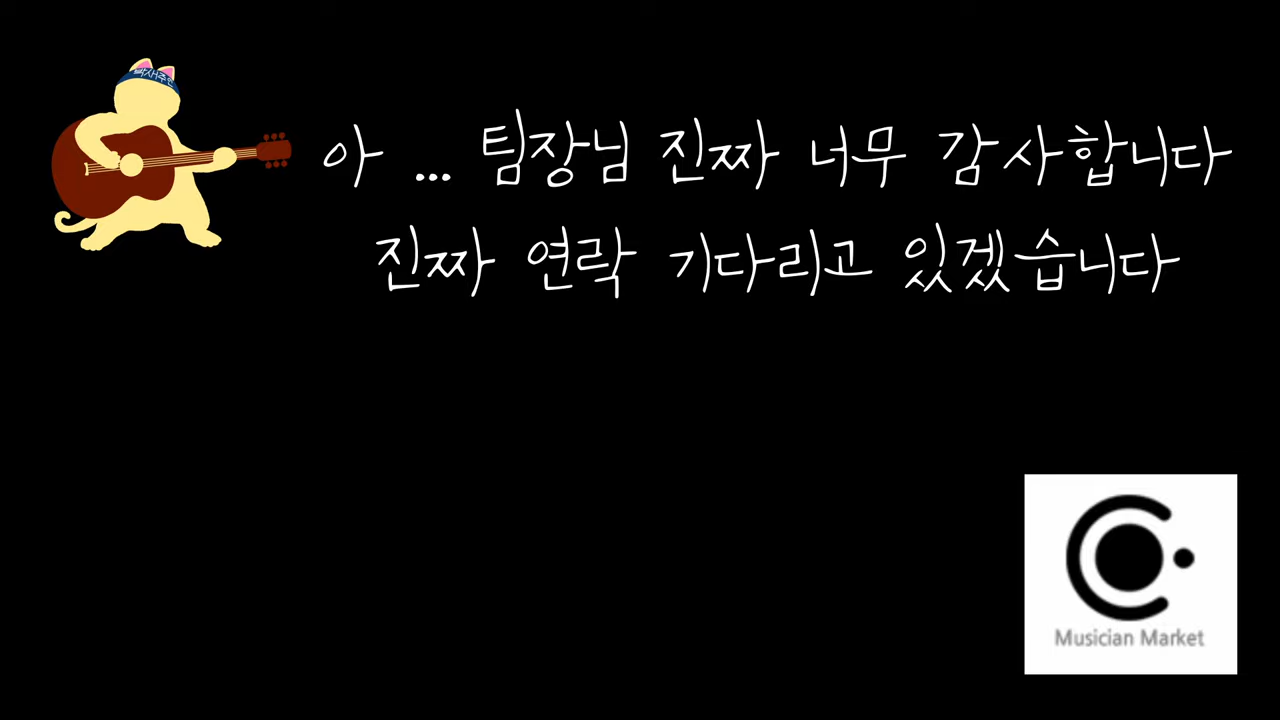 아 ... 팀장님 진짜 너무 감사합니다
진짜 연락 기다리고 있겠습니다
Musician Market